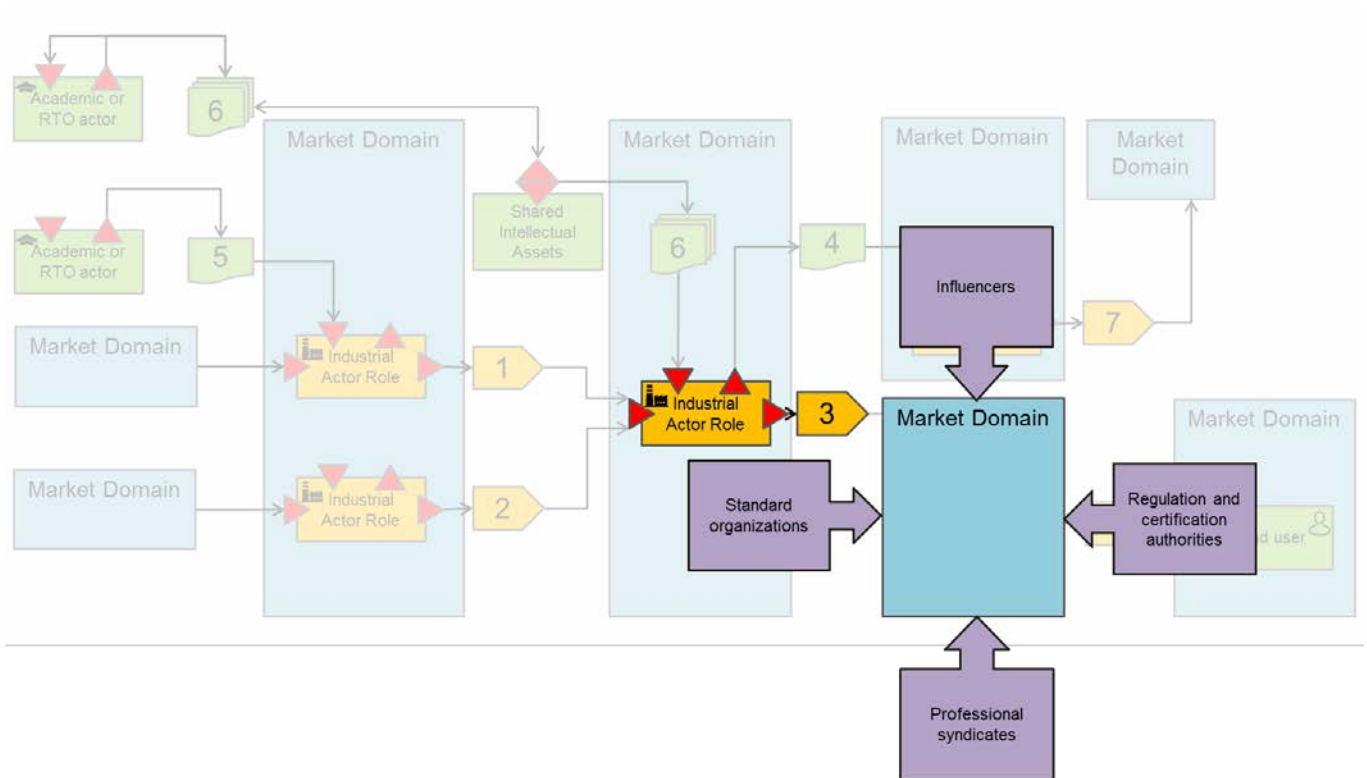 Academic or
RTO actor
6
Market Domain
Market Domain
Market Domain
Market
Domain
Academic or
RTO actor
5
Shared
Intellectual
Assets
6
4
Influencers
7
Market Domain
Industrial
Actor Role
1
Industrial
Actor Role
3
Market Domain
Market Domain
Market Domain
Industrial
Actor Role
2
Standard
organizations
Regulation and
certification
authorities
d user
Professional
syndicates